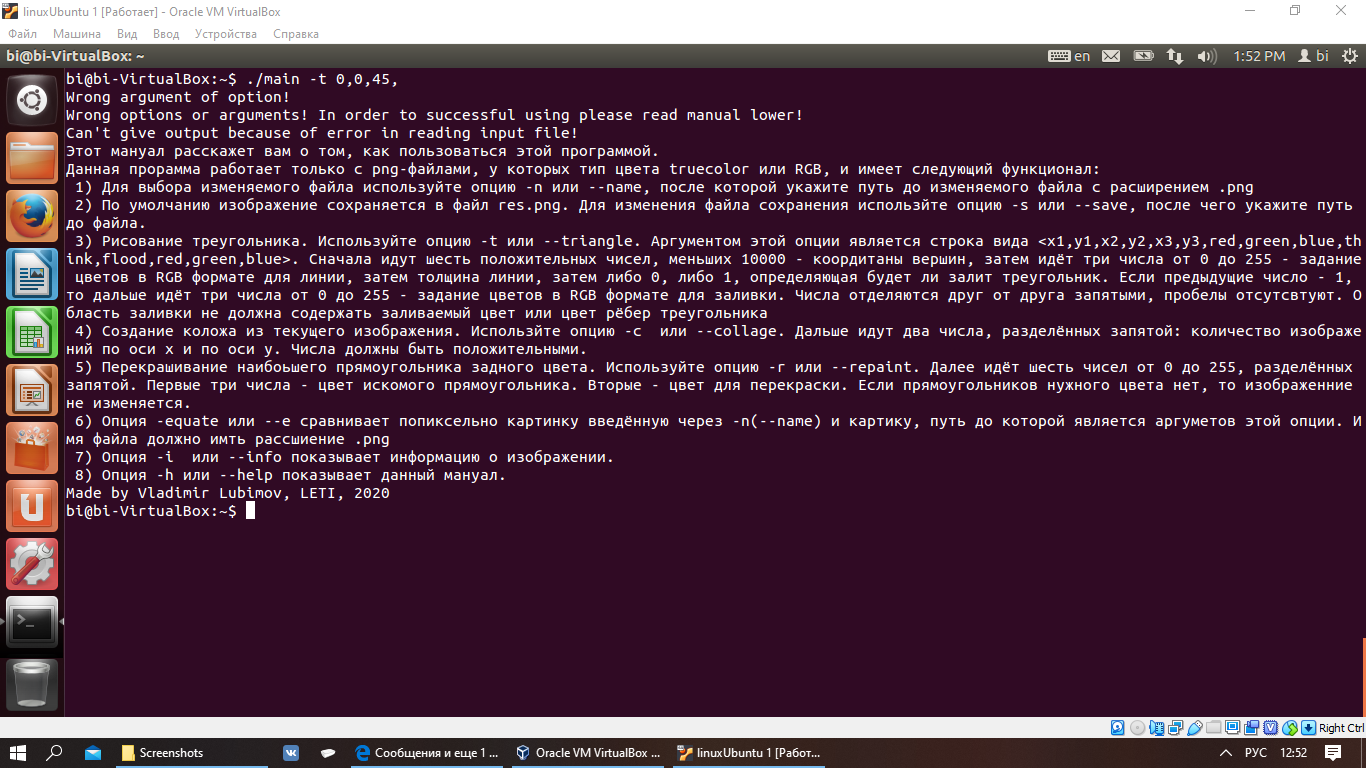 linuxUbuntu 1 [Работает] - Oracle VM VirtualBox
Файл Машина Вид Ввод Устройства Справка
bi@bi-VirtualBox: ~ en 1:52 PM bi
bi@bi-VirtualBox:~$ ./main -t 0,0,45,
Wrong argument of option!
Wrong options or arguments! In order to successful using please read manual lower!
Can't give output because of error in reading input file!
Этот мануал расскажет вам о том, как пользоваться этой программой.
Данная прорамма работает только с png-файлами, у которых тип цвета truecolor или RGB, и имеет следующий функционал:
1) Для выбора изменяемого файла используйте опцию -n или --name, после которой укажите путь до изменяемого файла с расширением .png
2) По умолчанию изображение сохраняется в файл res.png. Для изменения файла сохранения использйте опцию -s или --save, после чего укажите путь
до файла.
3) Рисование треугольника. Используйте опцию -t или --triangle. Аргументом этой опции является строка вида <x1,y1,x2,y2,x3,y3,red,green,blue,th
ink,flood,red,green,blue>. Сначала идут шесть положительных чисел, меньших 10000 - коордитаны вершин, затем идёт три числа от 0 до 255 - задание
цветов в RGB формате для линии, затем толщина линии, затем либо 0, либо 1, определяющая будет ли залит треугольник. Если предыдущие число - 1,
то дальше идёт три числа от 0 до 255 - задание цветов в RGB формате для заливки. Числа отделяются друг от друга запятыми, пробелы отсутсвтуют. О
бласть заливки не должна содержать заливаемый цвет или цвет рёбер треугольника
4) Создание коложа из текущего изображения. Использйте опцию -c  или --collage. Дальше идут два числа, разделённых запятой: количество изображе
ний по оси x и по оси y. Числа должны быть положительными.
5) Перекрашивание наибоьшего прямоугольника задного цвета. Используйте опцию -r или --repaint. Далее идёт шесть чисел от 0 до 255, разделённых
запятой. Первые три числа - цвет искомого прямоугольника. Вторые - цвет для перекраски. Если прямоугольников нужного цвета нет, то изображенние
не изменяется.
6) Опция -equate или --e сравнивает попиксельно картинку введённую через -n(--name) и картику, путь до которой является аргуметов этой опции. И
мя файла должно имть рассшиение .png
7) Опция -i  или --info показывает информацию о изображении.
8) Опция -h или --help показывает данный мануал.
Made by Vladimir Lubimov, LETI, 2020
bi@bi-VirtualBox:~$
Right Ctrl
Screenshots Сообщения и еще 1 ... Oracle VM VirtualBox ... linuxUbuntu 1 [Работ... РУС 12:52